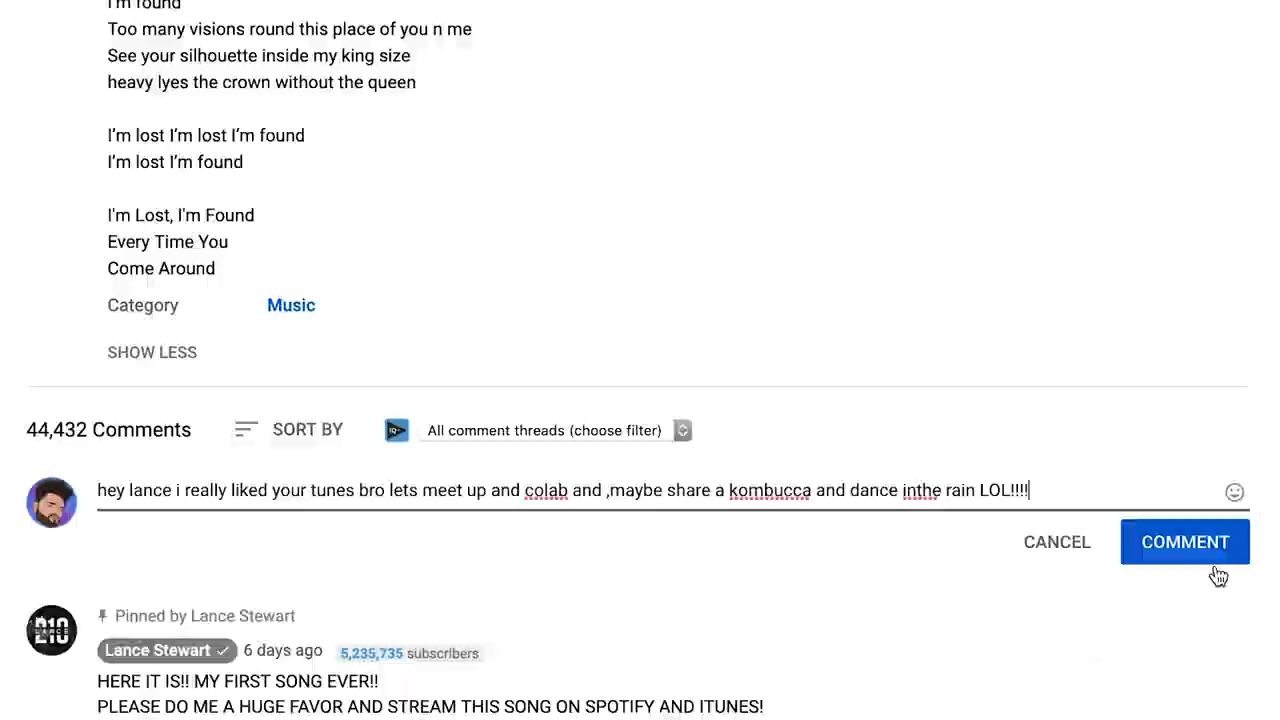 I'm round
Too many visions round this place of you n me
See your silhouette inside my king size
heavy lyes the crown without the queen
I’m lost I’m lost I’m found
I’m lost I’m found
I'm Lost, I'm Found
Every Time You
Come Around
Category Music
SHOW LESS
44,432 Comments SORT BY IQ All comment threads (choose filter)
hey lance i really liked your tunes bro lets meet up and colab and ,maybe share a kombucca and dance inthe rain LOL!!!!
CANCEL COMMENT
Pinned by Lance Stewart
Lance Stewart 6 days ago 5,235,735 subscribers
HERE IT IS!! MY FIRST SONG EVER!!
PLEASE DO ME A HUGE FAVOR AND STREAM THIS SONG ON SPOTIFY AND ITUNES!